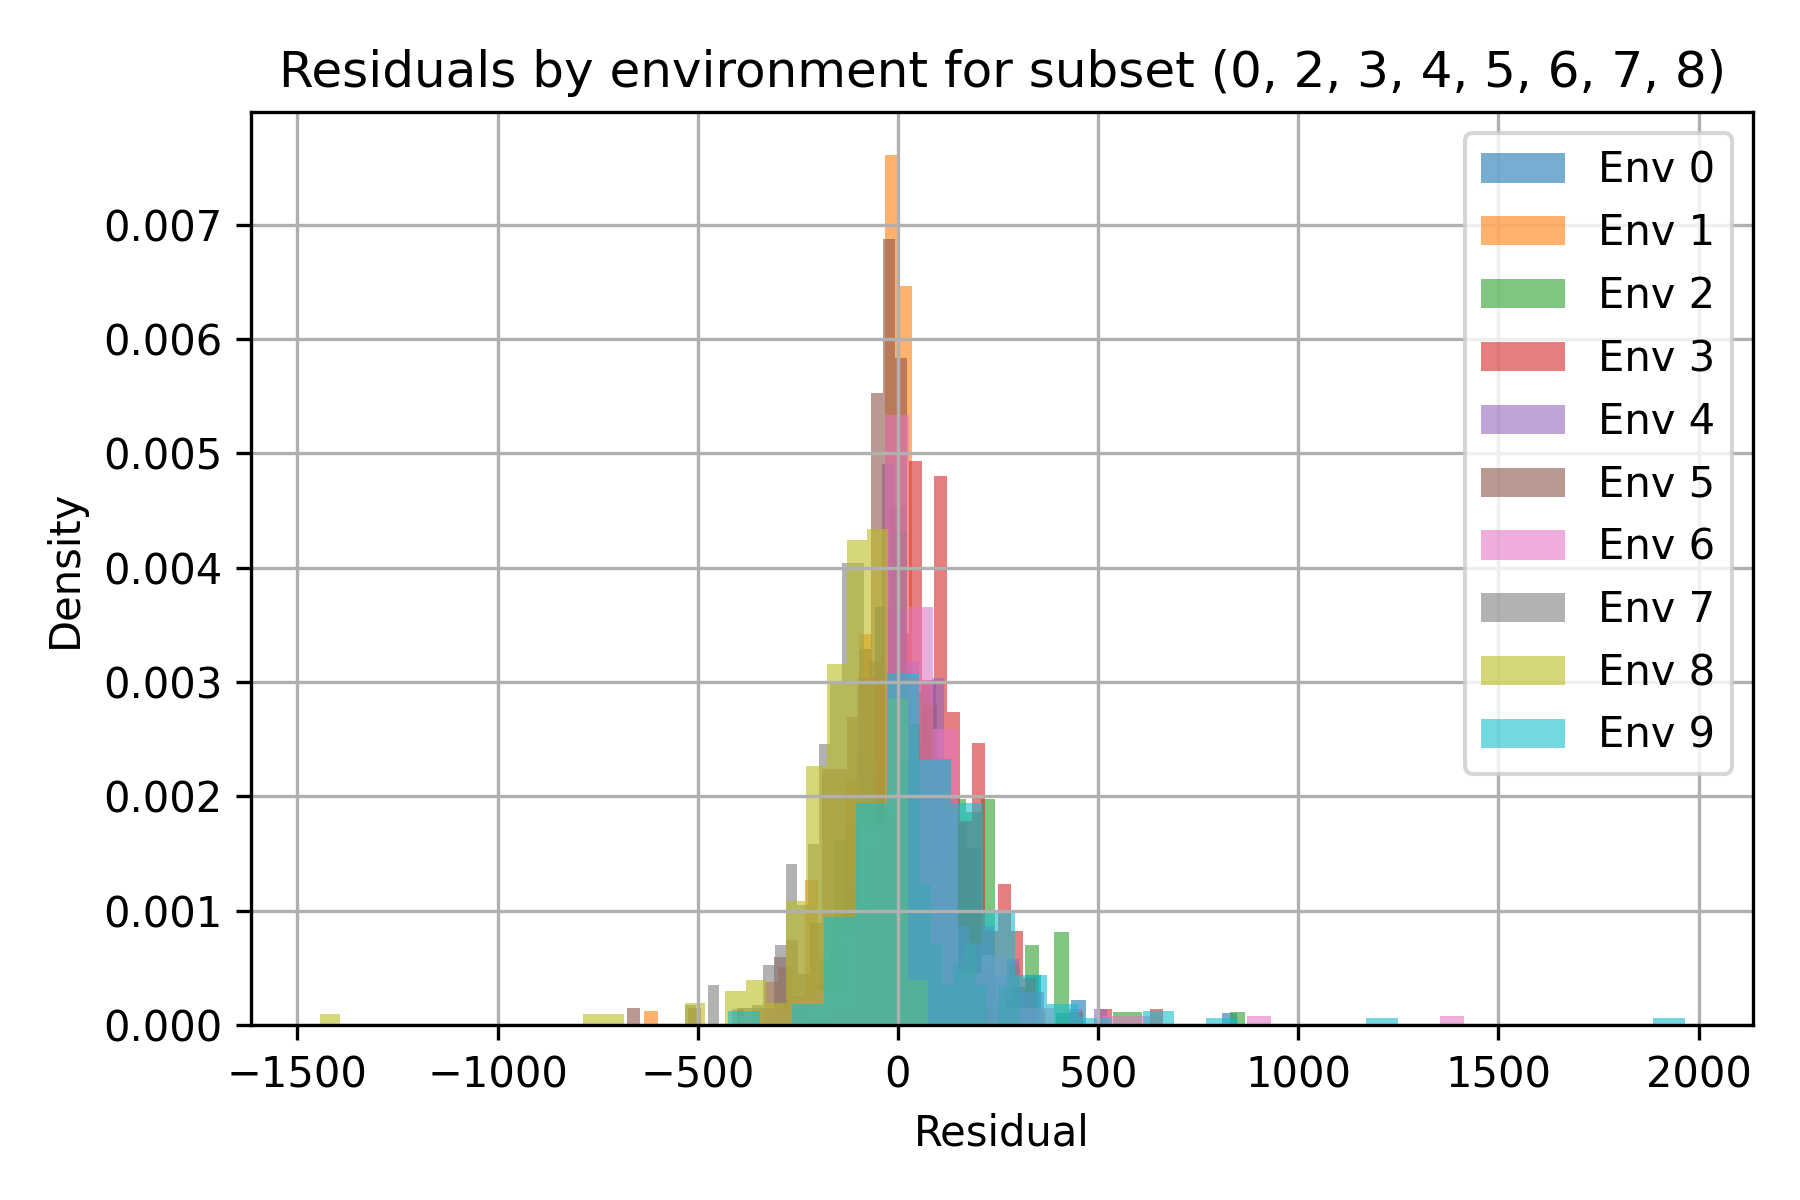 Residuals by environment for subset (0, 2, 3, 4, 5, 6, 7, 8)
Density
0.007
0.006
0.005
0.004
0.003
0.002
0.001
0.000
−1500 −1000 −500 0 500 1000 1500 2000
Residual
Env 0
Env 1
Env 2
Env 3
Env 4
Env 5
Env 6
Env 7
Env 8
Env 9